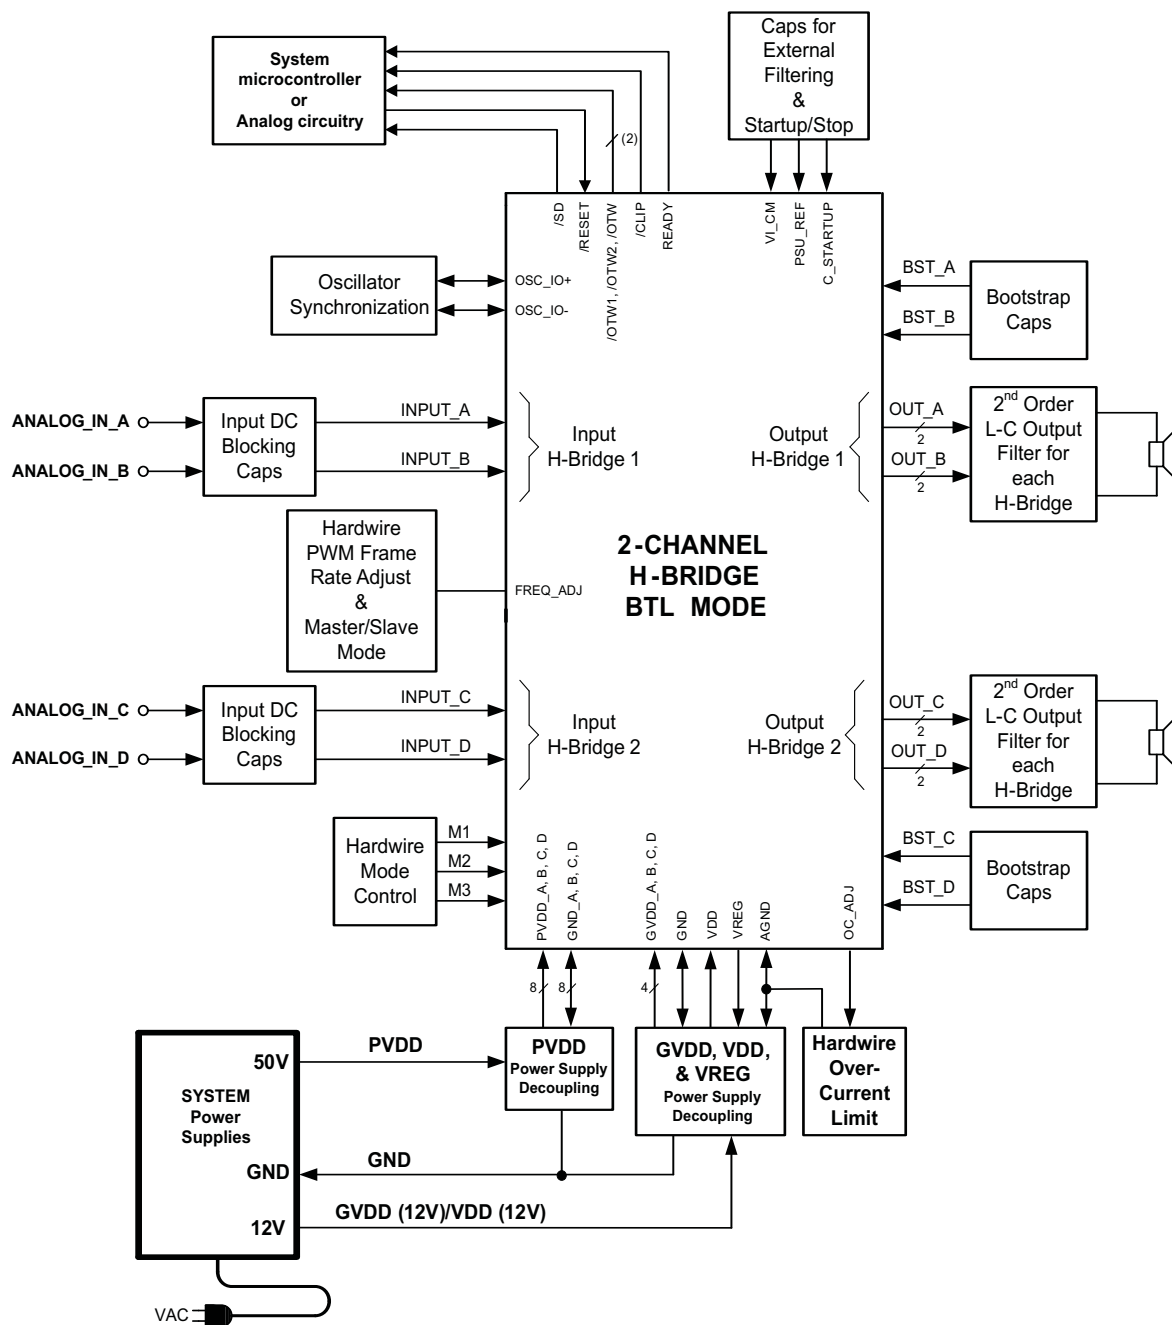 System
microcontroller
or
Analog circuitry
(2)
Caps for
External
Filtering
&
Startup/Stop
/SD
/RESET
/OTW1, /OTW2, /OTW
/CLIP
READY
VI_CM
PSU_REF
C_STARTUP
Oscillator
Synchronization
OSC_IO+
OSC_IO-
BST_A
BST_B
Bootstrap
Caps
ANALOG_IN_A
ANALOG_IN_B
Input DC
Blocking
Caps
INPUT_A
INPUT_B
Input
H-Bridge 1
Output
H-Bridge 1
OUT_A
2
OUT_B
2
2nd Order
L-C Output
Filter for
each
H-Bridge
Hardwire
PWM Frame
Rate Adjust
&
Master/Slave
Mode
FREQ_ADJ
2-CHANNEL
H-BRIDGE
BTL MODE
ANALOG_IN_C
ANALOG_IN_D
Input DC
Blocking
Caps
INPUT_C
INPUT_D
Input
H-Bridge 2
Output
H-Bridge 2
OUT_C
2
OUT_D
2
2nd Order
L-C Output
Filter for
each
H-Bridge
Hardwire
Mode
Control
M1
M2
M3
PVDD_A, B, C, D
GND_A, B, C, D
GVDD_A, B, C, D
GND
VDD
VREG
AGND
OC_ADJ
BST_C
BST_D
Bootstrap
Caps
8
8
4
50V
SYSTEM
Power
Supplies
GND
12V
PVDD
PVDD
Power Supply
Decoupling
GVDD, VDD,
& VREG
Power Supply
Decoupling
Hardwire
Over-
Current
Limit
GND
GVDD (12V)/VDD (12V)
VAC